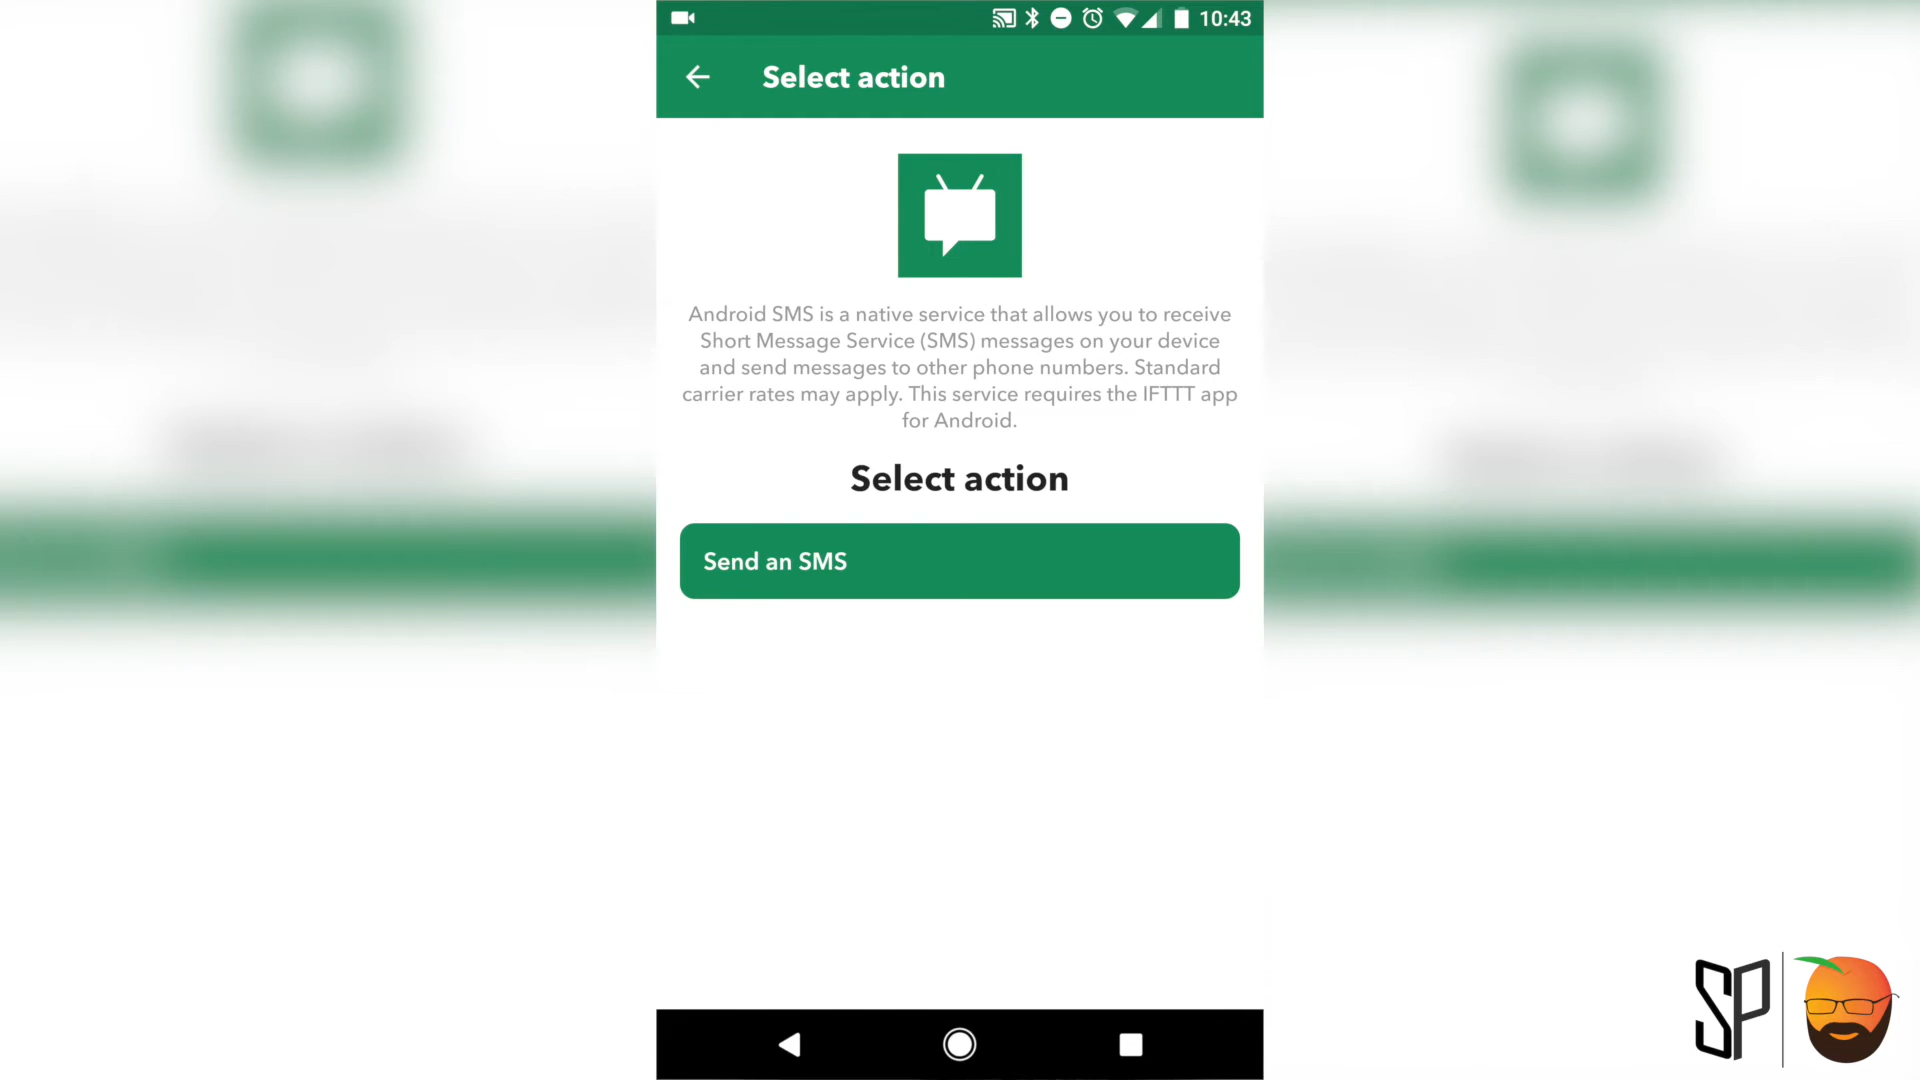 10:43
Select action
Android SMS is a native service that allows you to receive
Short Message Service (SMS) messages on your device
and send messages to other phone numbers. Standard
carrier rates may apply. This service requires the IFTTT app
for Android.
Select action
Send an SMS
SP